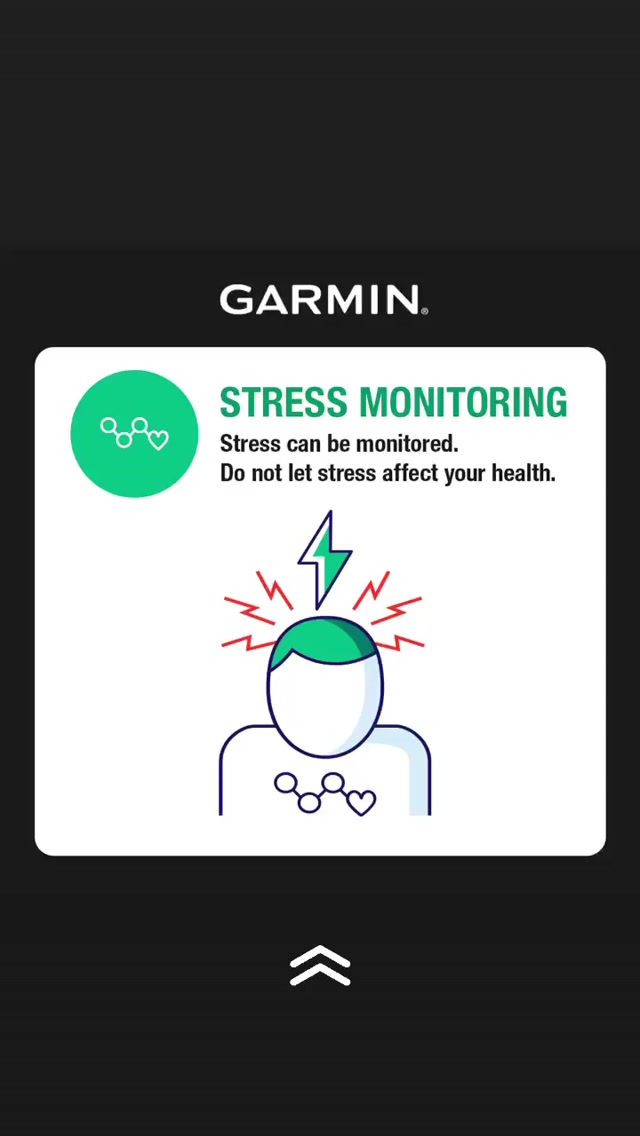 GARMIN®
STRESS MONITORING
Stress can be monitored.
Do not let stress affect your health.